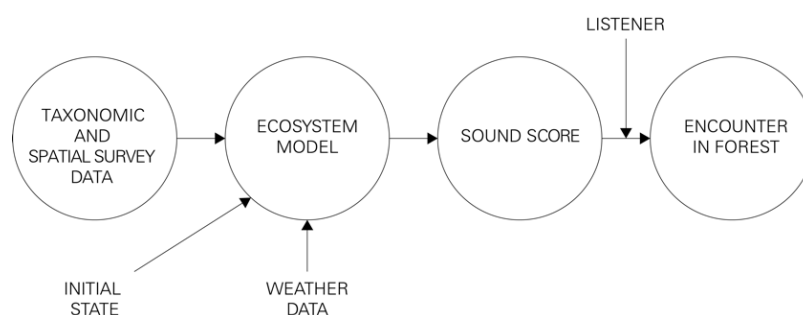 LISTENER
TAXONOMIC
AND
SPATIAL SURVEY
DATA
ECOSYSTEM
MODEL
SOUND SCORE
ENCOUNTER
IN FOREST
INITIAL
STATE
WEATHER
DATA